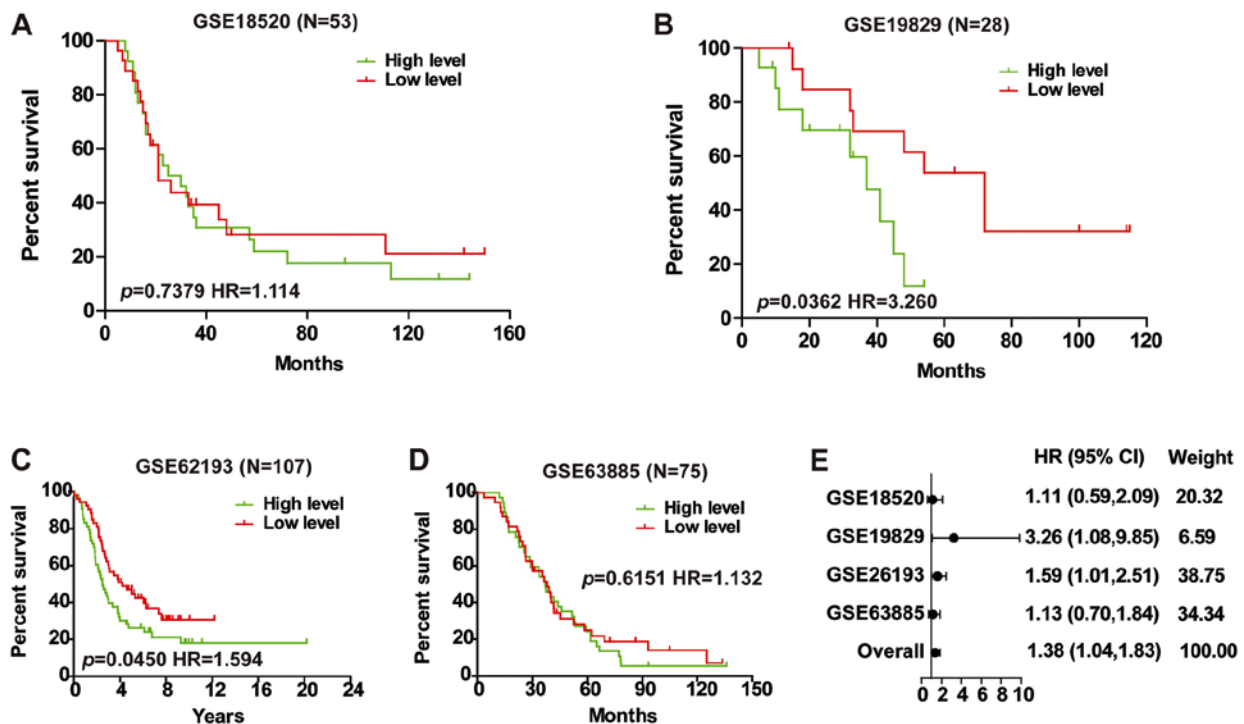 A
GSE18520 (N=53)
High level
Low level
Percent survival
100
80
60
40
20
0
p=0.7379 HR=1.114
0 40 80 120 160
Months
B
GSE19829 (N=28)
High level
Low level
Percent survival
100
80
60
40
20
0
p=0.0362 HR=3.260
0 20 40 60 80 100 120
Months
C
GSE62193 (N=107)
High level
Low level
Percent survival
100
80
60
40
20
0
p=0.0450 HR=1.594
0 4 8 12 16 20 24
Years
D
GSE63885 (N=75)
High level
Low level
Percent survival
100
80
60
40
20
0
p=0.6151 HR=1.132
0 30 60 90 120 150
Months
E
HR (95% CI) Weight
GSE18520 1.11 (0.59,2.09) 20.32
GSE19829 3.26 (1.08,9.85) 6.59
GSE26193 1.59 (1.01,2.51) 38.75
GSE63885 1.13 (0.70,1.84) 34.34
Overall 1.38 (1.04,1.83) 100.00
0 2 4 6 8 10